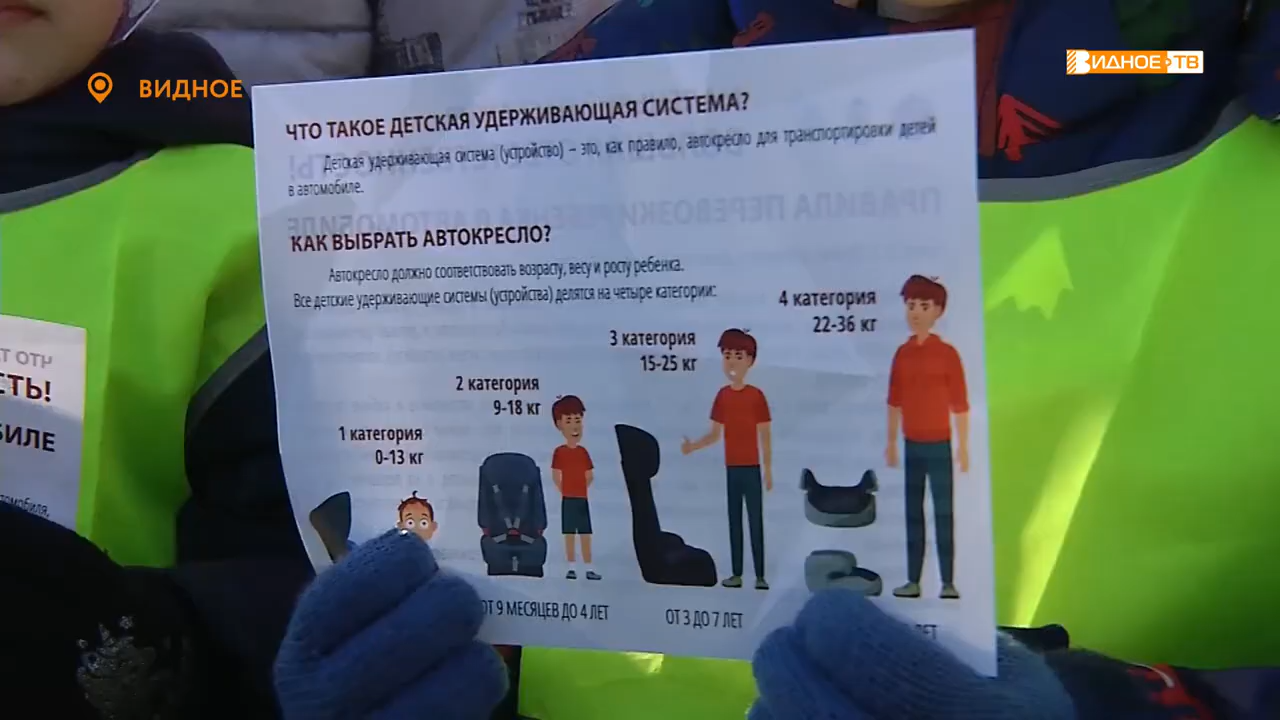 ВИДНОЕ
ВИДНОЕ ТВ
ЧТО ТАКОЕ ДЕТСКАЯ УДЕРЖИВАЮЩАЯ СИСТЕМА?
Детская удерживающая система (устройство) – это, как правило, автокресло для транспортировки детей
в автомобиле.
КАК ВЫБРАТЬ АВТОКРЕСЛО?
Автокресло должно соответствовать возрасту, весу и росту ребенка.
Все детские удерживающие системы (устройства) делятся на четыре категории:
4 категория
22-36 кг
3 категория
15-25 кг
2 категория
9-18 кг
1 категория
0-13 кг
ОТ 9 МЕСЯЦЕВ ДО 4 ЛЕТ
ОТ 3 ДО 7 ЛЕТ
ЛЕТ